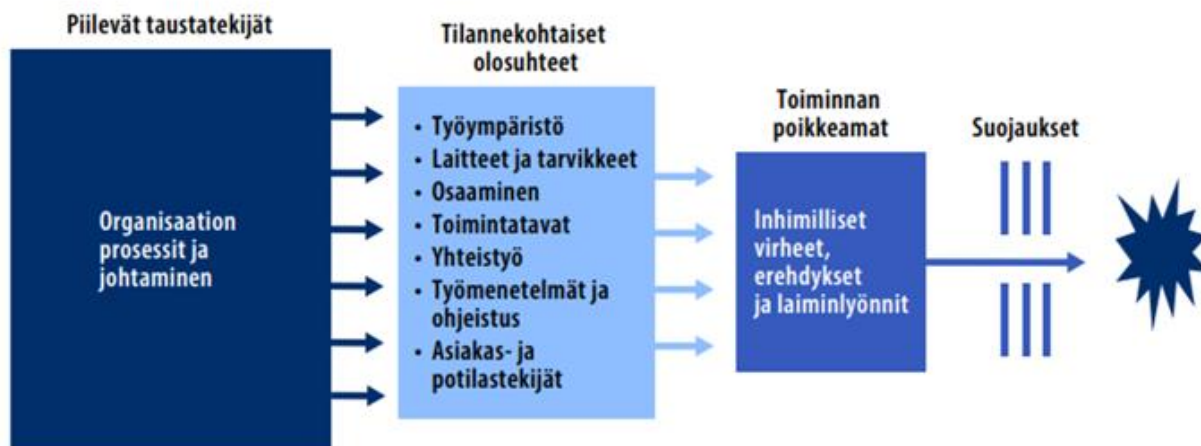 Piilevät taustatekijät
Organisaation
prosessit ja
johtaminen
Tilannekohtaiset
olosuhteet
• Työympäristö
• Laitteet ja tarvikkeet
• Osaaminen
• Toimintatavat
• Yhteistyö
• Työmenetelmät ja
ohjeistus
• Asiakas- ja
potilastekijät
Toiminnan
poikkeamat
Inhimilliset
virheet,
erehdykset
ja laiminlyönnit
Suojaukset